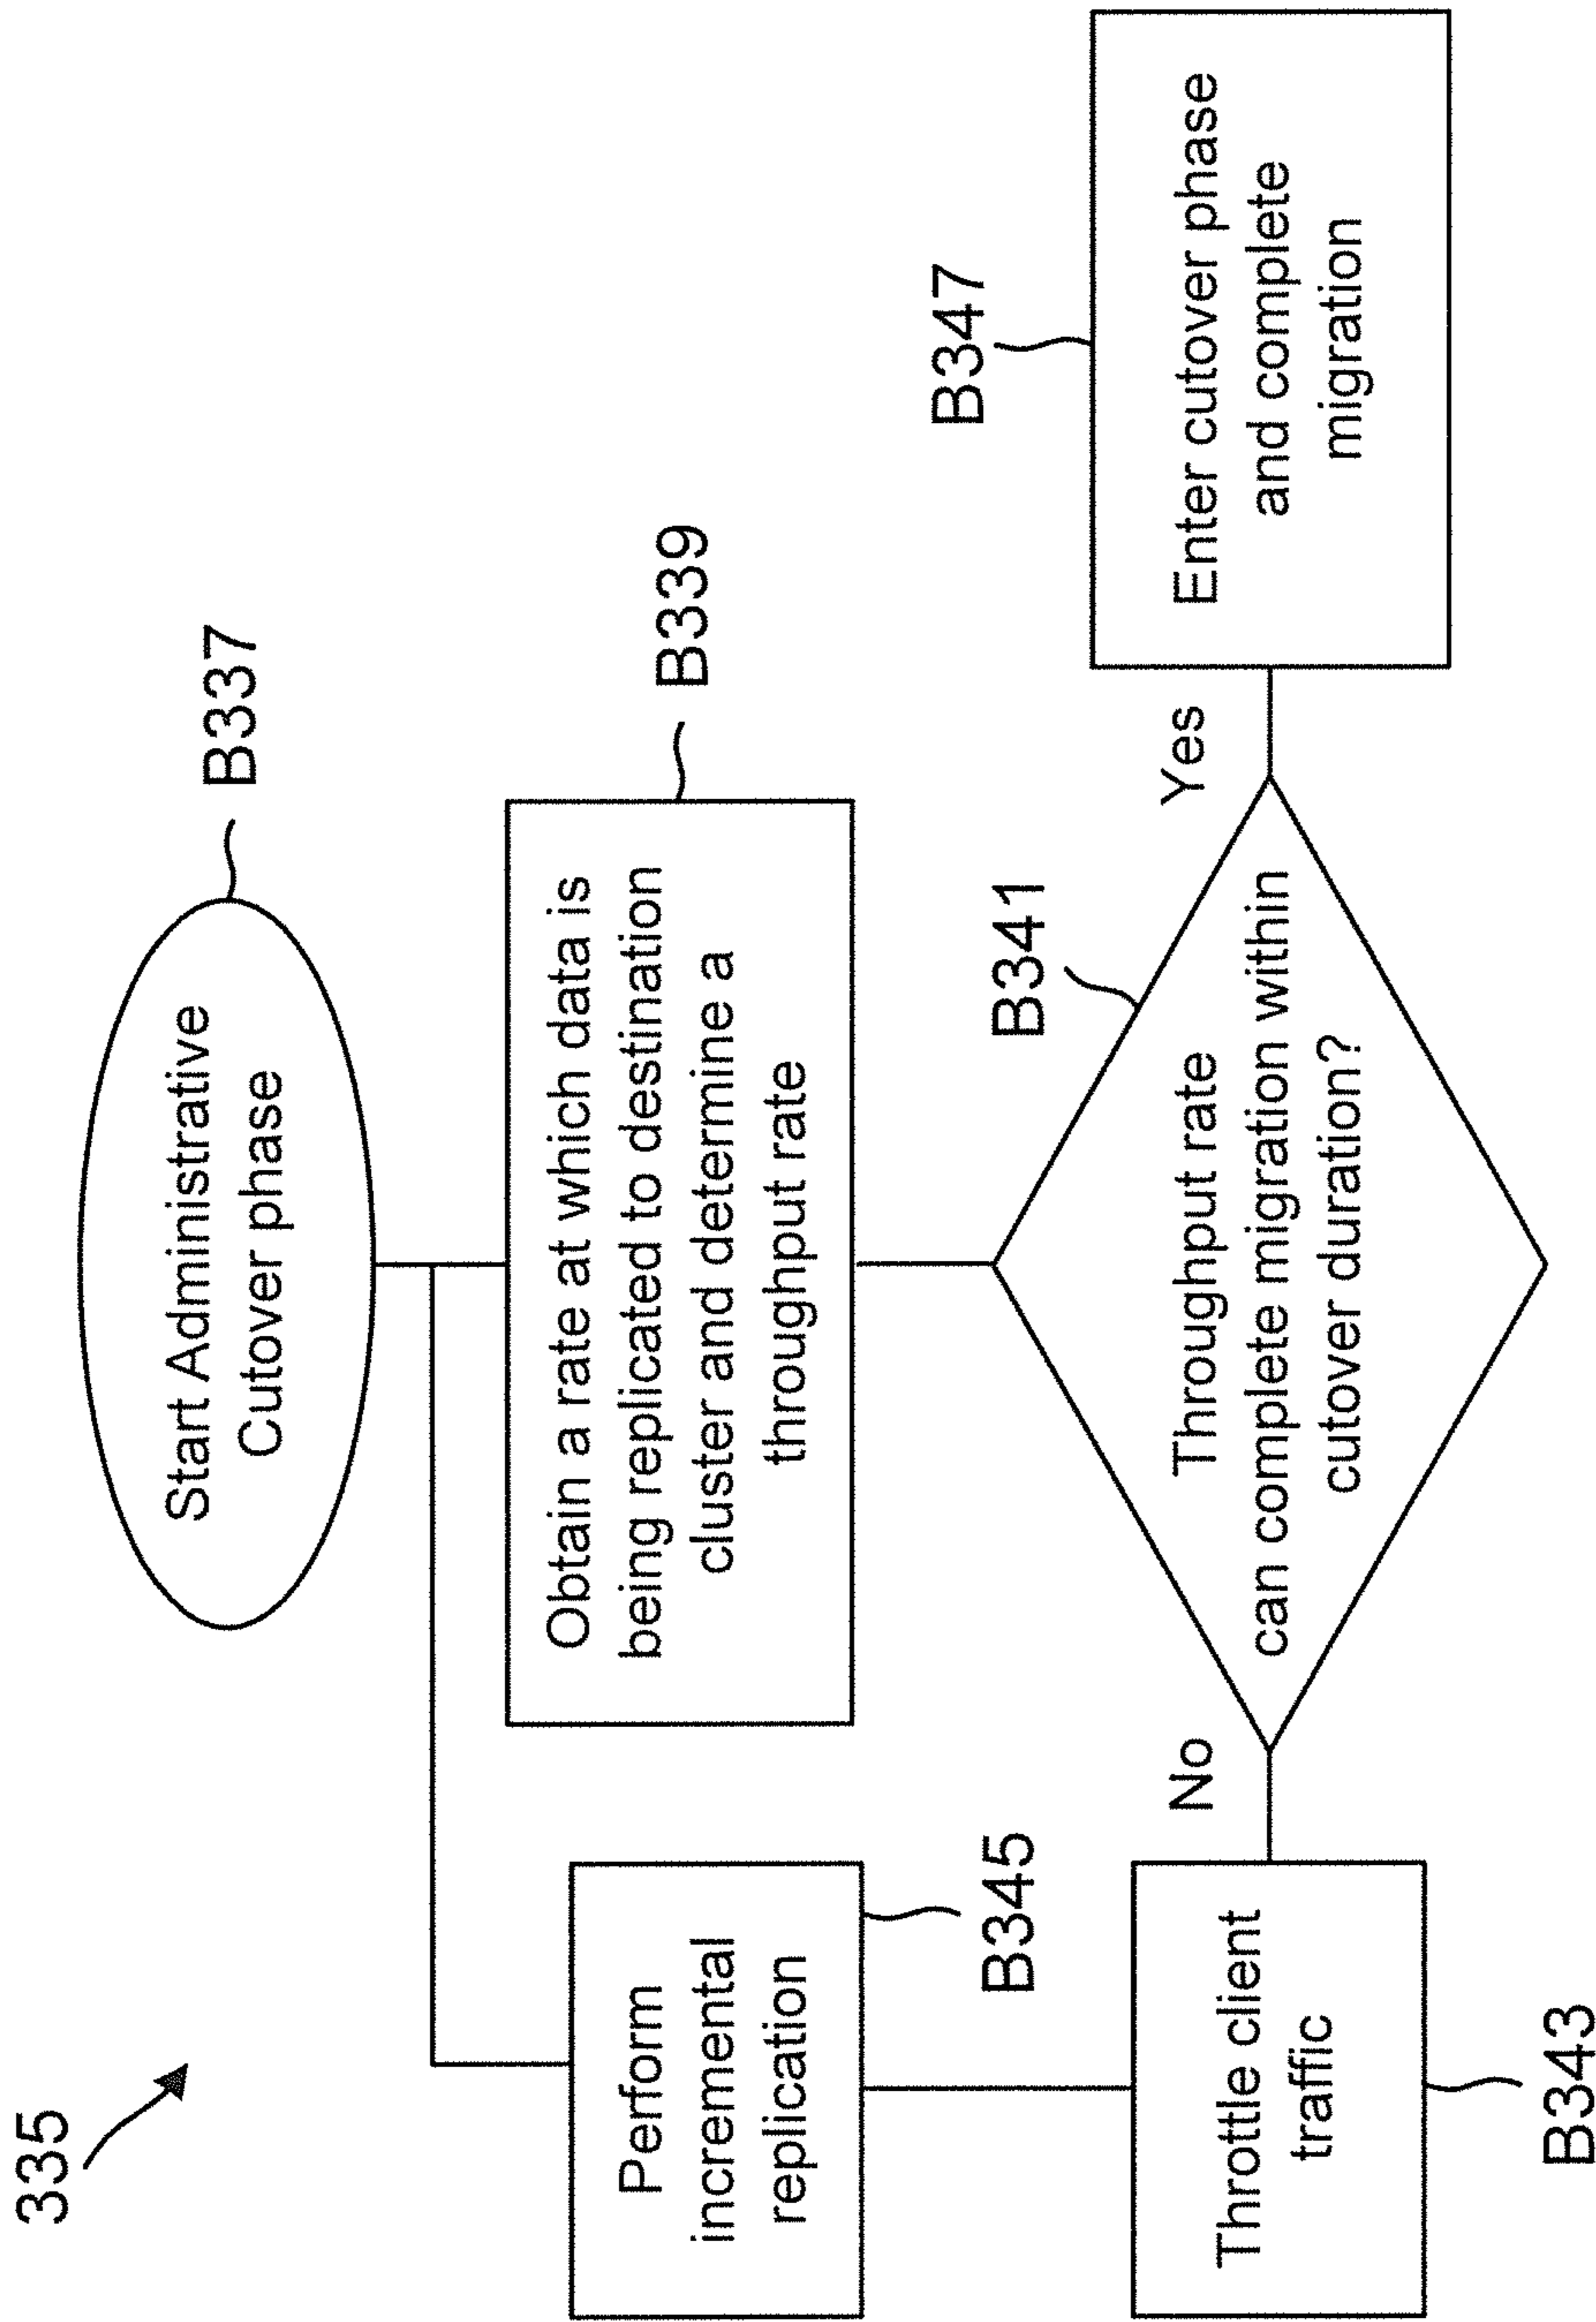 335
Start Administrative
Cutover phase
B337
Obtain a rate at which data is
being replicated to destination
cluster and determine a
throughput rate
B339
Perform
incremental
replication
B345
Throughput rate
can complete migration within
cutover duration?
B341
No
Yes
Throttle client
traffic
B343
Enter cutover phase
and complete
migration
B347